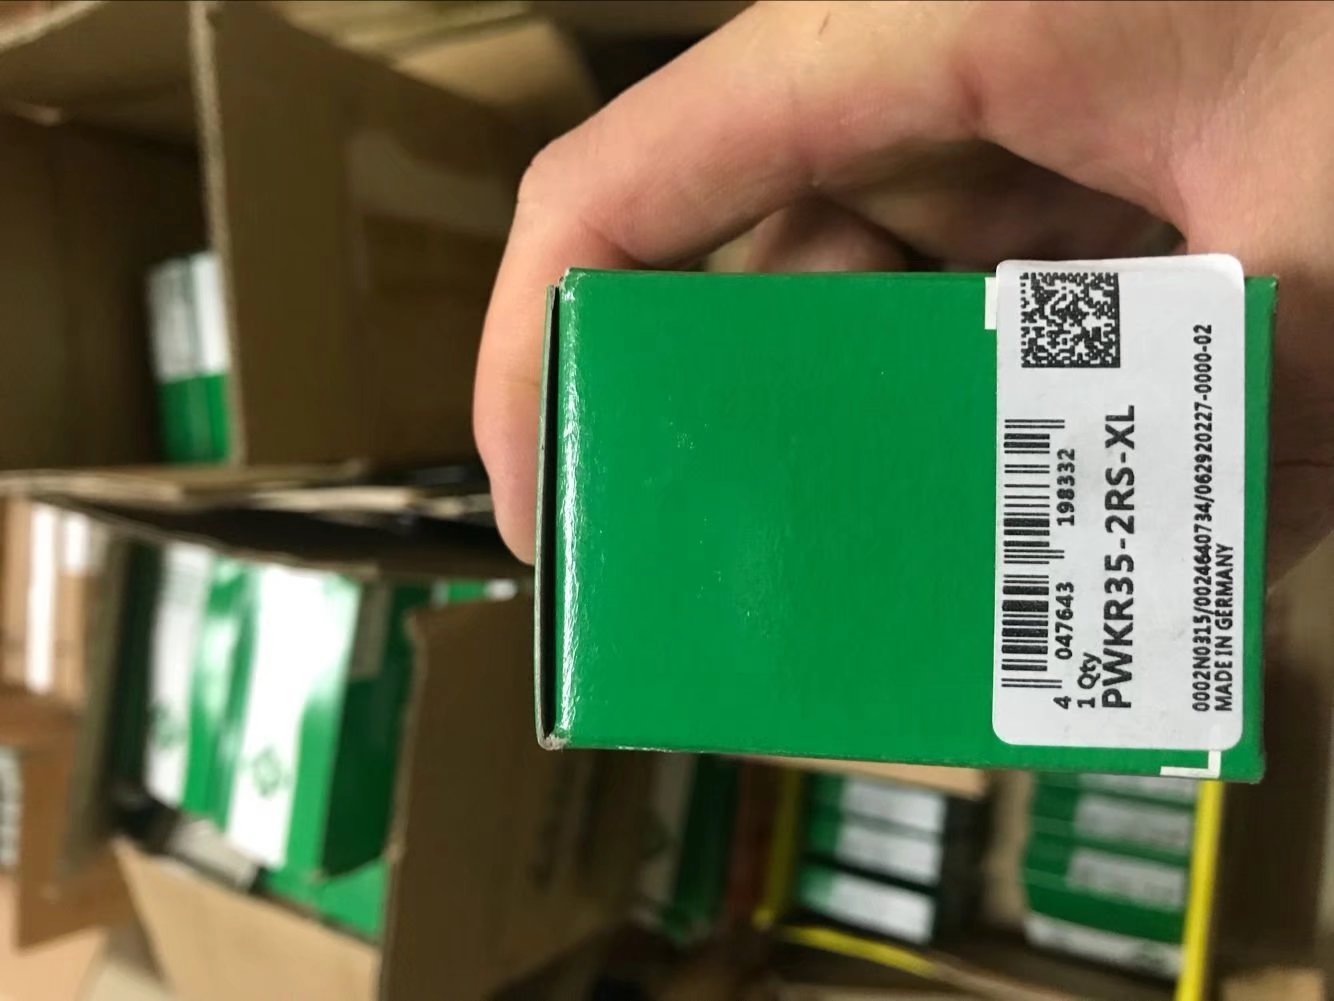 4 047643 198332
1 Qty
PWKR35-2RS-XL
0002N0315/0024640734/062920227-0000-02
MADE IN GERMANY